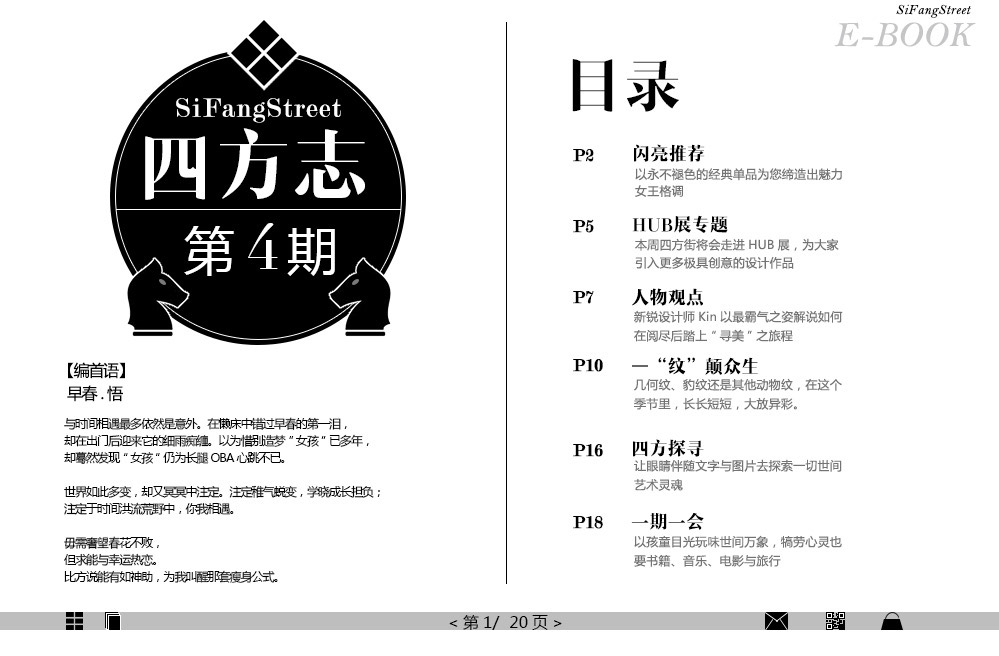 SiFangStreet
E-BOOK
SiFangStreet
四方志
第4期
【编首语】
早春 . 悟
与时间相遇最多依然是意外。在懒床中错过早春的第一泪，
却在出门后迎来它的细雨痴缠。以为惜别造梦“女孩”已多年，
却蓦然发现“女孩”仍为长腿 OBA 心跳不已。
世界如此多变，却又冥冥中注定。注定稚气蜕变，学晓成长担负；
注定于时间洪流荒野中，你我相遇。
毋需奢望春花不败，
但求能与幸运热恋。
比方说能有如神助，为我叫醒那套瘦身公式。
目录
P2 闪亮推荐
以永不褪色的经典单品为您缔造出魅力
女王格调
P5 HUB展专题
本周四方街将会走进 HUB 展，为大家
引入更多极具创意的设计作品
P7 人物观点
新锐设计师 Kin 以最霸气之姿解说如何
在阅尽后踏上“寻美”之旅程
P10 —“纹”颠众生
几何纹、豹纹还是其他动物纹，在这个
季节里，长长短短，大放异彩。
P16 四方探寻
让眼睛伴随文字与图片去探索一切世间
艺术灵魂
P18 一期一会
以孩童目光玩味世间万象，犒劳心灵也
要书籍、音乐、电影与旅行
< 第 1/ 20 页 >